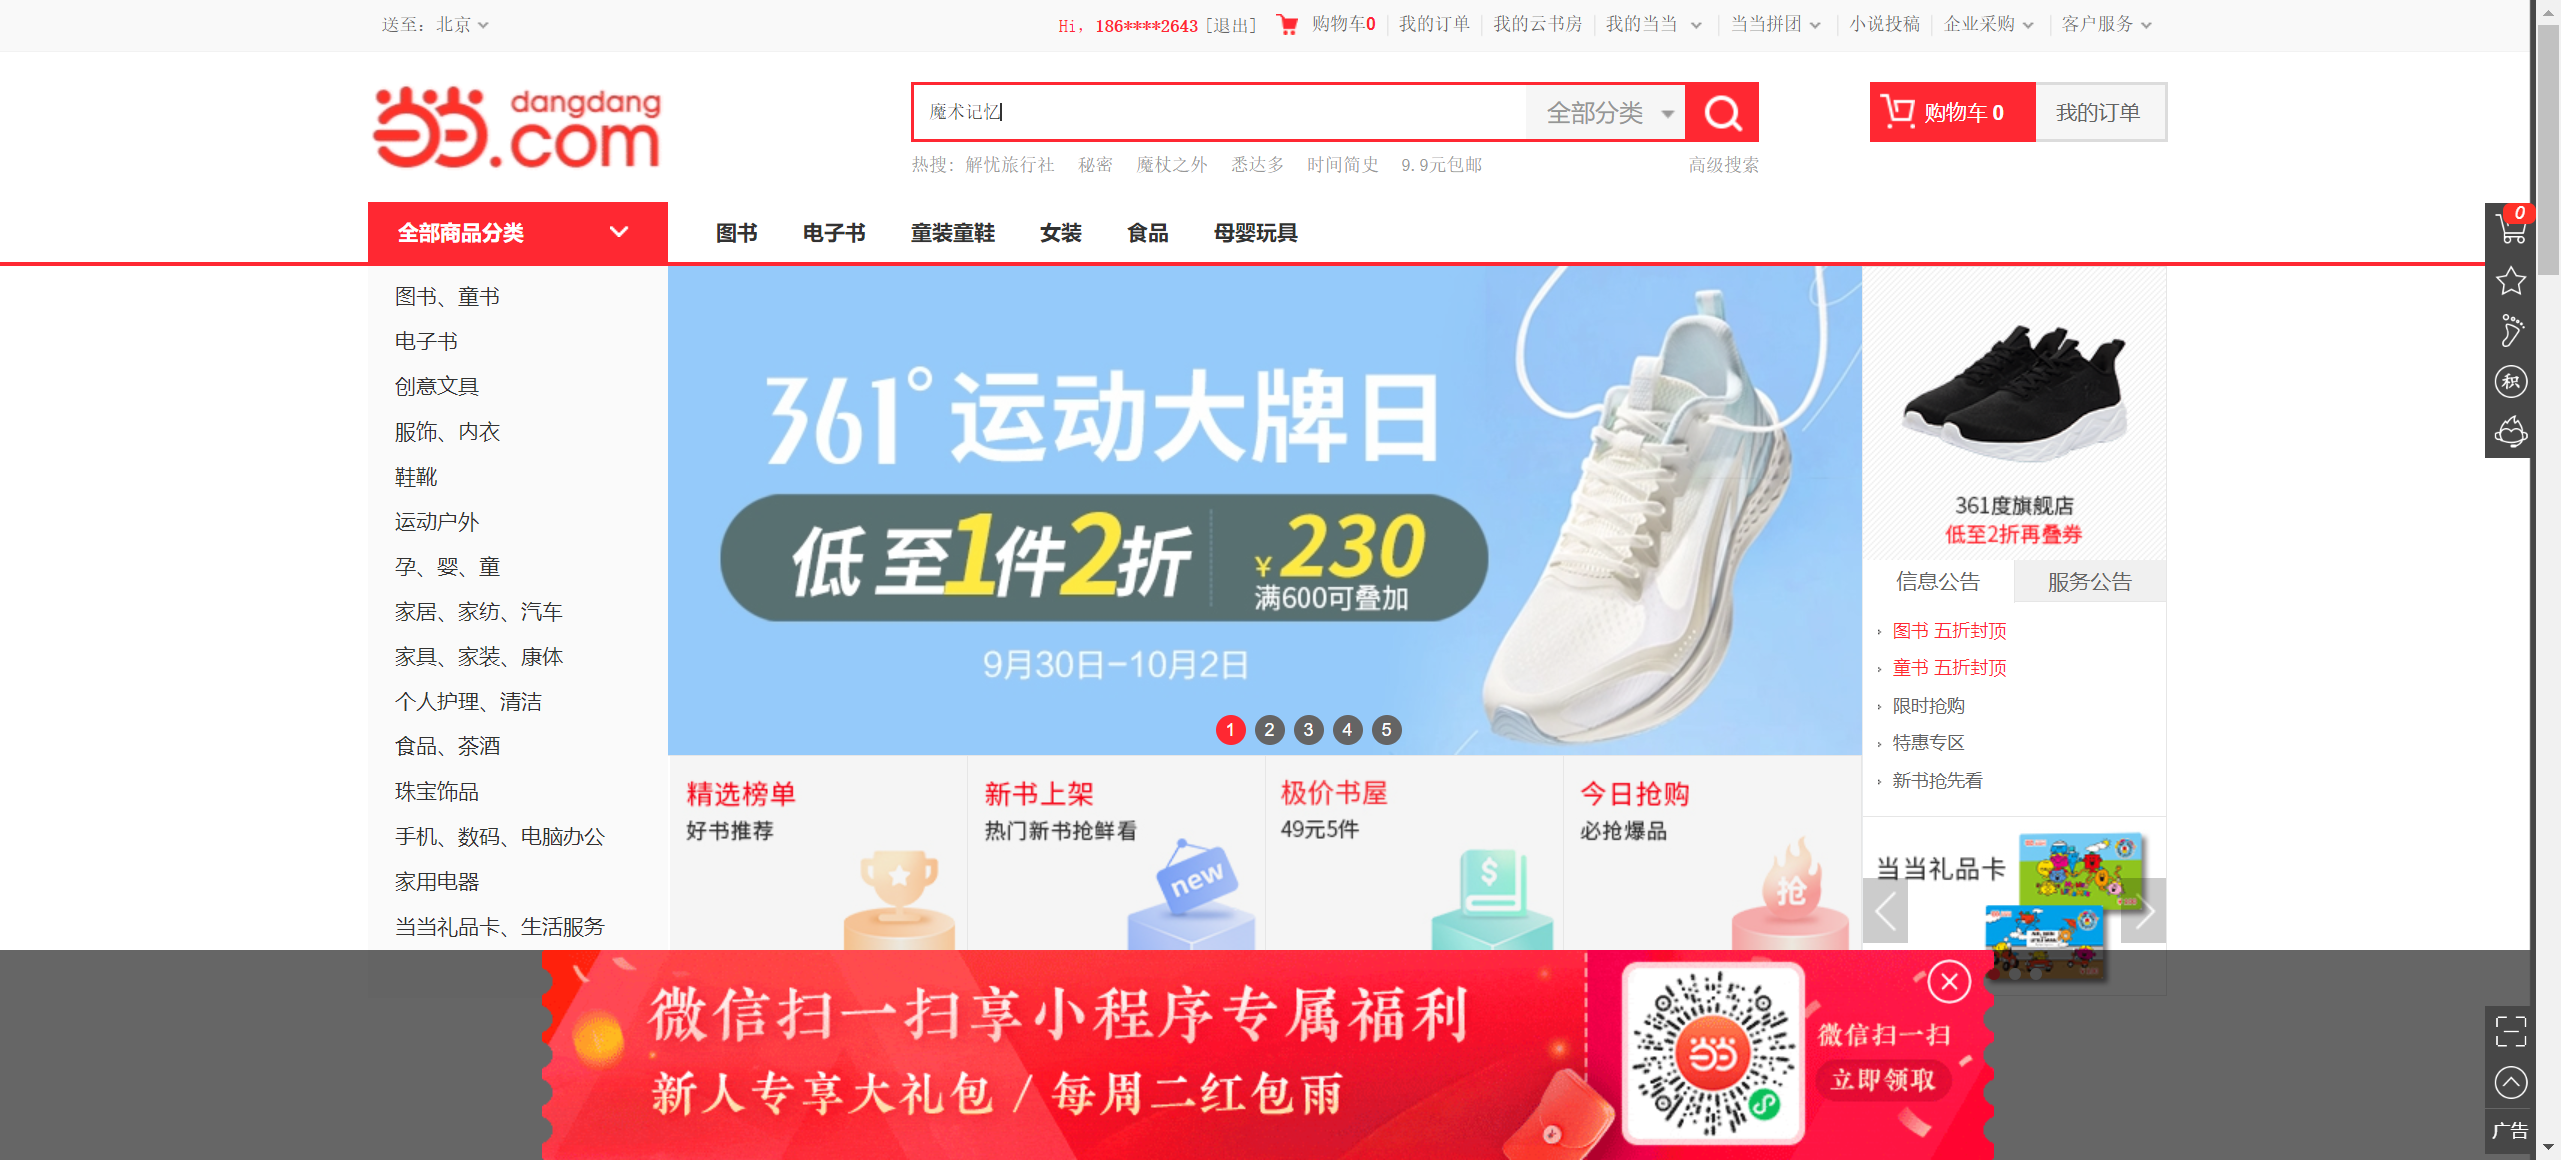 送至：北京
Hi，186****2643 [退出] 购物车0 我的订单 我的云书房 我的当当 当当拼团 小说投稿 企业采购 客户服务
dangdang
.com
魔术记忆 全部分类
购物车 0 我的订单
热搜：解忧旅行社 秘密 魔杖之外 悉达多 时间简史 9.9元包邮 高级搜索
全部商品分类 图书 电子书 童装童鞋 女装 食品 母婴玩具
0
积
图书、童书
电子书
创意文具
服饰、内衣
鞋靴
运动户外
孕、婴、童
家居、家纺、汽车
家具、家装、康体
个人护理、清洁
食品、茶酒
珠宝饰品
手机、数码、电脑办公
家用电器
当当礼品卡、生活服务
361°运动大牌日
低至1件2折 ¥230
满600可叠加
9月30日-10月2日
1 2 3 4 5
361度旗舰店
低至2折再叠券
信息公告 服务公告
图书 五折封顶
童书 五折封顶
限时抢购
特惠专区
新书抢先看
精选榜单
好书推荐
新书上架
热门新书抢鲜看
new
极价书屋
49元5件
$
今日抢购
必抢爆品
抢
当当礼品卡
微信扫一扫享小程序专属福利
新人专享大礼包 / 每周二红包雨
微信扫一扫
立即领取
广告